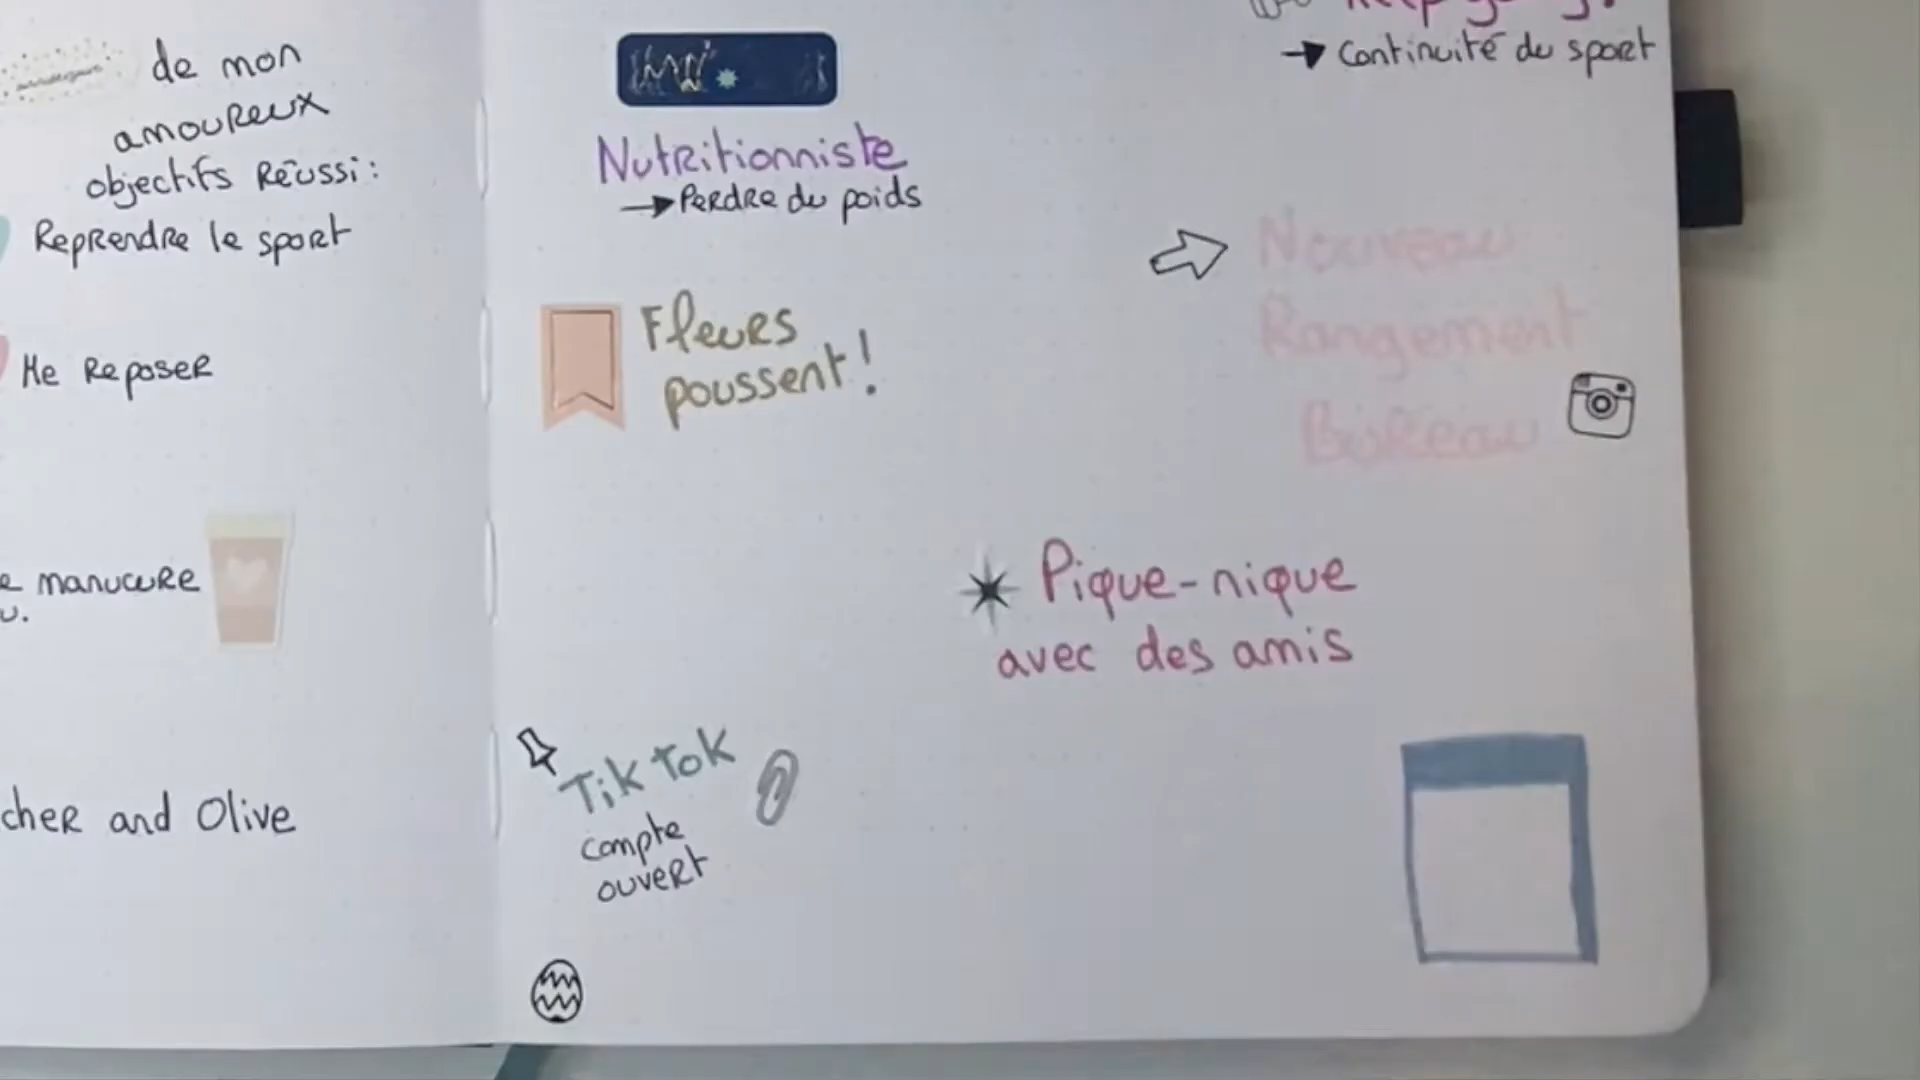 de mon
amoureux
objectifs Réussi:
Reprendre le sport
Me Reposer
manucure
and Olive
Nutritionniste
→ Perdre du poids
Fleurs
poussent!
Tik Tok
compte
ouvert
→ Continuité du sport
Nouveau
Rangement
Bureau
Pique-nique
avec des amis